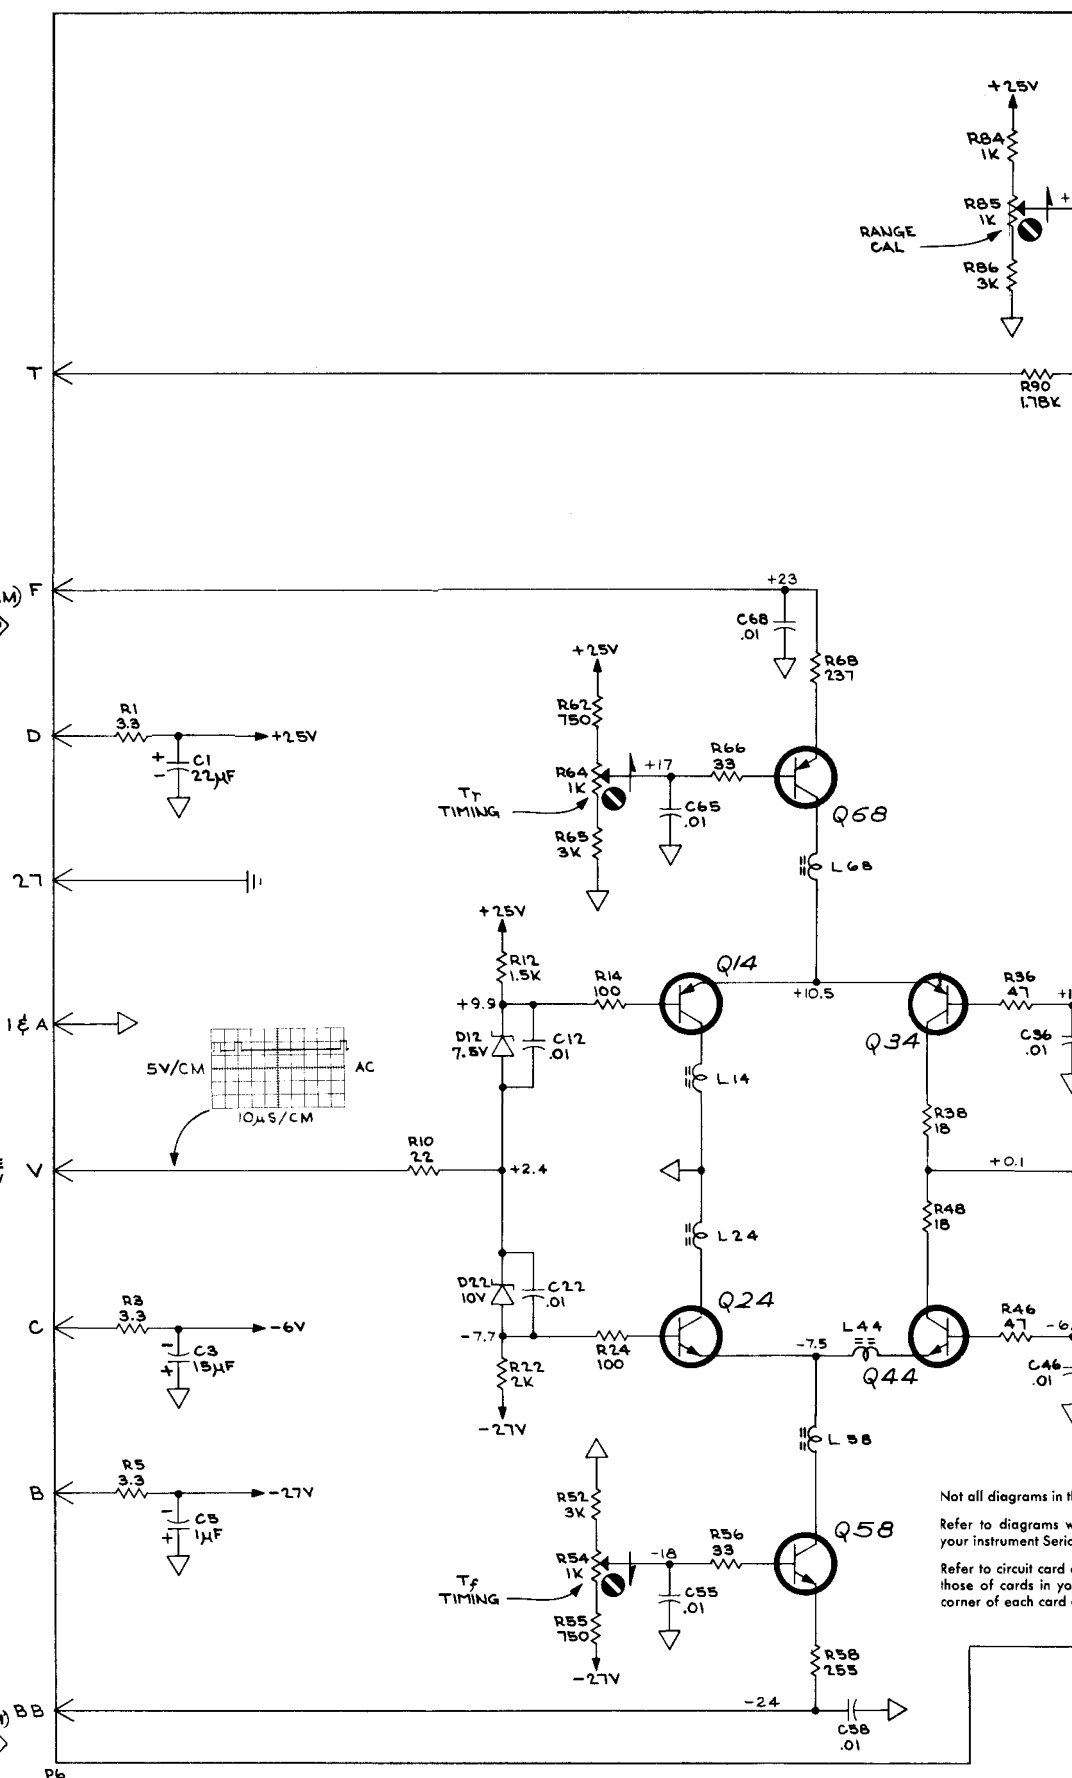 +25V
R84
1K
R85
1K
+
RANGE
CAL
R86
3K
T
R90
1.78K
M) F
+23
C68
.01
+25V
R68
237
R62
750
R1
3.3
D
+25V
+
-
C1
22µF
R64
1K
+17
R66
33
Tr
TIMING
C65
.01
Q68
R65
3K
L68
27
+25V
R12
1.5K
R14
100
Q14
R36
47
+9.9
+10.5
+1
1 & A
D12
7.5V
C12
.01
Q34
C36
.01
5V/CM
AC
10µS/CM
L14
R38
18
R10
22
V
+2.4
+0.1
R48
18
L24
D22
10V
C22
.01
Q24
R3
3.3
C
-6V
-
+
C3
15µF
-7.7
R24
100
-7.5
L44
R46
47
-6.
Q44
C46
.01
R22
2K
-27V
L58
R5
3.3
B
-27V
-
+
C5
1µF
R52
3K
R56
33
Q58
R54
1K
-18
Tf
TIMING
C55
.01
R55
750
-27V
R58
255
BB
-24
C58
.01
P6
Not all diagrams in th
Refer to diagrams w
your instrument Seria
Refer to circuit card
those of cards in yo
corner of each card